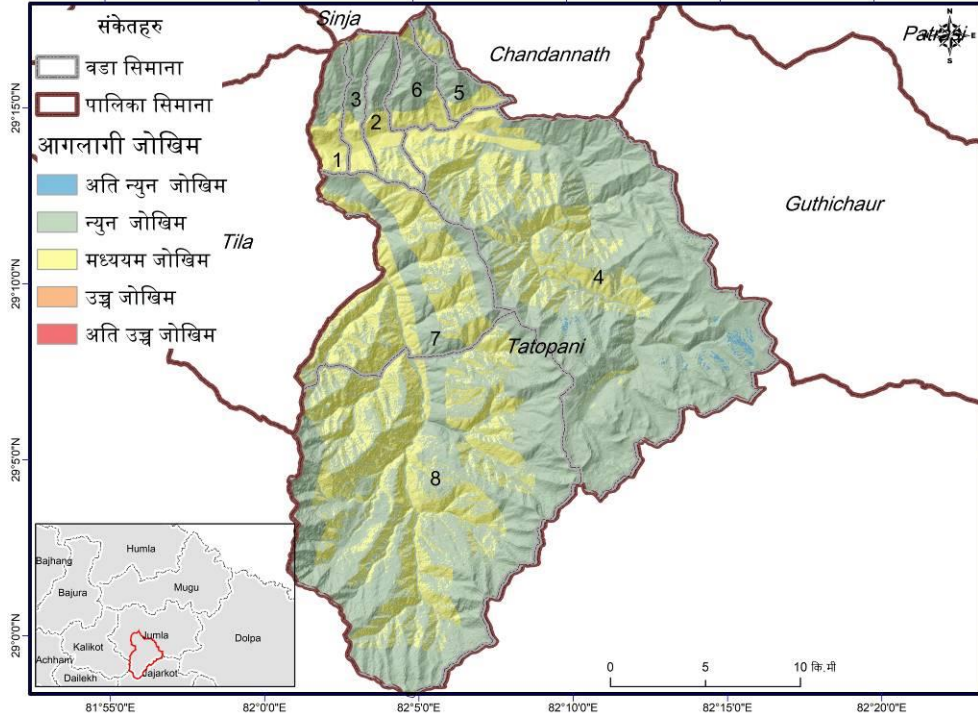 संकेतहरु
वडा सिमाना
पालिका सिमाना
आगलागी जोखिम
अति न्युन जोखिम
न्युन जोखिम
मध्ययम जोखिम
उच्च जोखिम
अति उच्च जोखिम
Sinja
Chandannath
Patrasi
N
W
E
S
3
6
5
2
1
Guthichaur
Tila
4
7
Tatopani
8
Humla
Bajhang
Bajura
Mugu
Jumla
Dolpa
Kalikot
Achham
Dailekh
Jajarkot
0 5 10 कि.मी
29°15'0"N
29°10'0"N
29°5'0"N
29°0'0"N
81°55'0"E 82°0'0"E 82°5'0"E 82°10'0"E 82°15'0"E 82°20'0"E